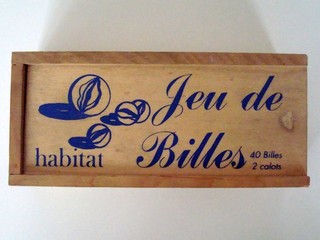 Jeu de
Billes
habitat
40 Billes
2 calots